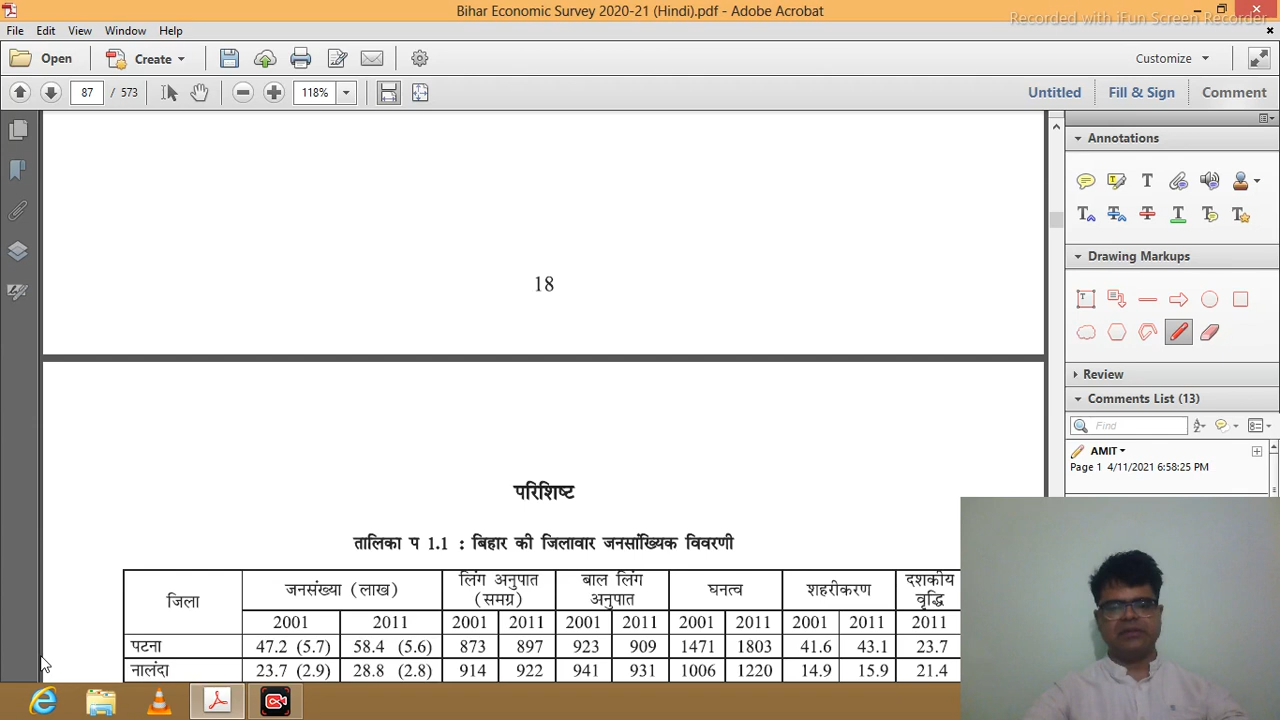 Bihar Economic Survey 2020-21 (Hindi).pdf - Adobe Acrobat
Recorded with iFun Screen Recorder
File Edit View Window Help
Open Create Customize
87 / 573 118% Untitled Fill & Sign Comment
Annotations
Drawing Markups
Review
Comments List (13)
Find
AMIT
Page 1 4/11/2021 6:58:25 PM
18
परिशिष्ट
तालिका प 1.1 : बिहार की जिलावार जनसांख्यिक विवरणी
जिला जनसंख्या (लाख) लिंग अनुपात (समग्र) बाल लिंग अनुपात घनत्व शहरीकरण दशकीय वृद्धि
2001 2011 2001 2011 2001 2011 2001 2011 2001 2011 2011
पटना 47.2 (5.7) 58.4 (5.6) 873 897 923 909 1471 1803 41.6 43.1 23.7
नालंदा 23.7 (2.9) 28.8 (2.8) 914 922 941 931 1006 1220 14.9 15.9 21.4